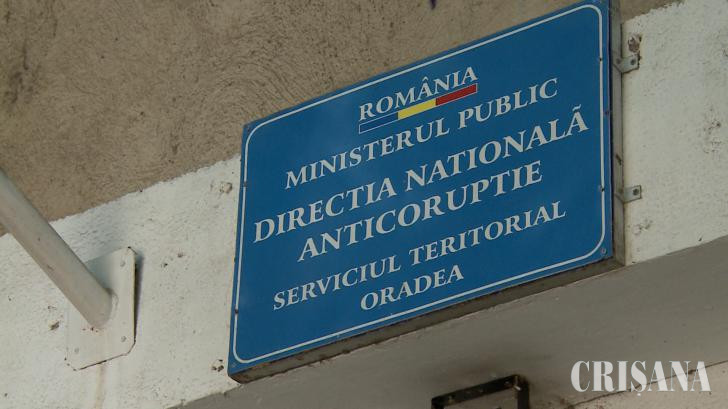 ROMÂNIA
MINISTERUL PUBLIC
DIRECTIA NATIONALĂ
ANTICORUPTIE
SERVICIUL TERITORIAL
ORADEA
CRIȘANA